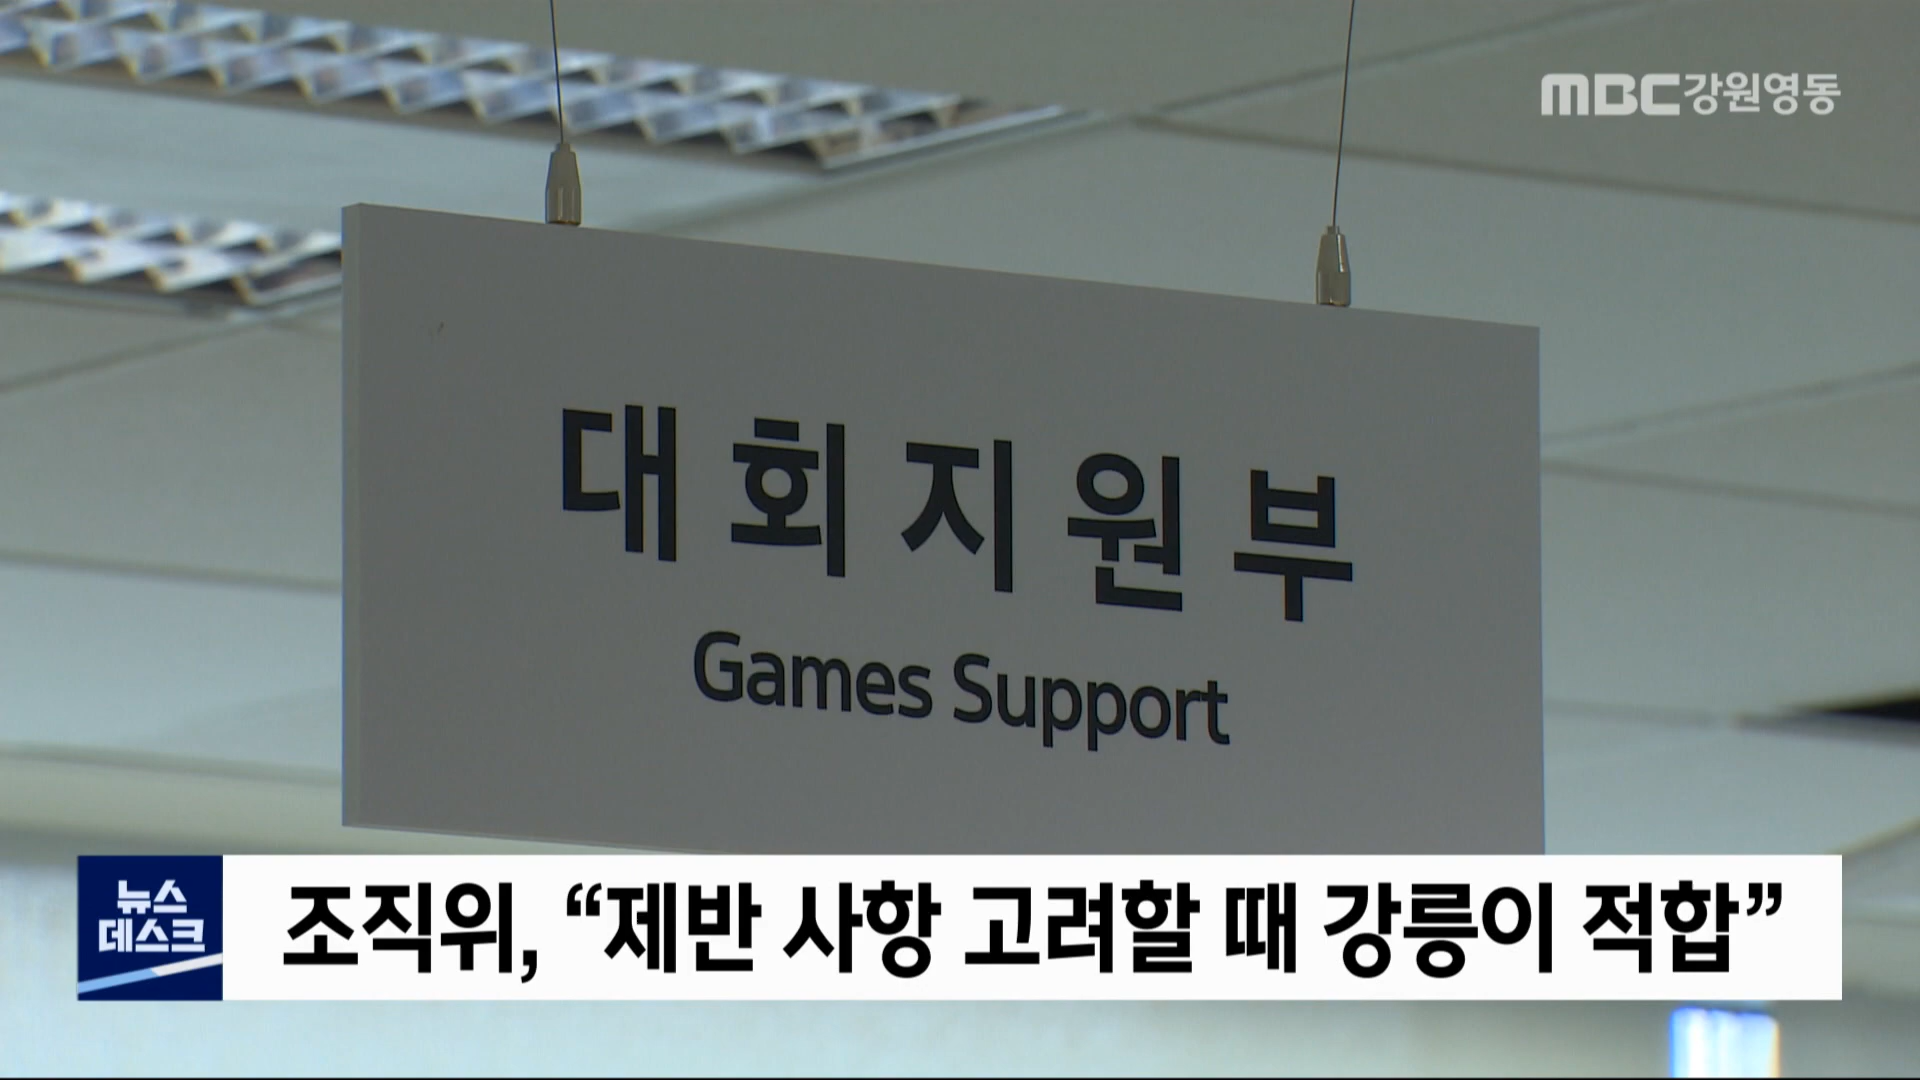 MBC강원영동
대회지원부
Games Support
뉴스
데스크
조직위, “제반 사항 고려할 때 강릉이 적합”